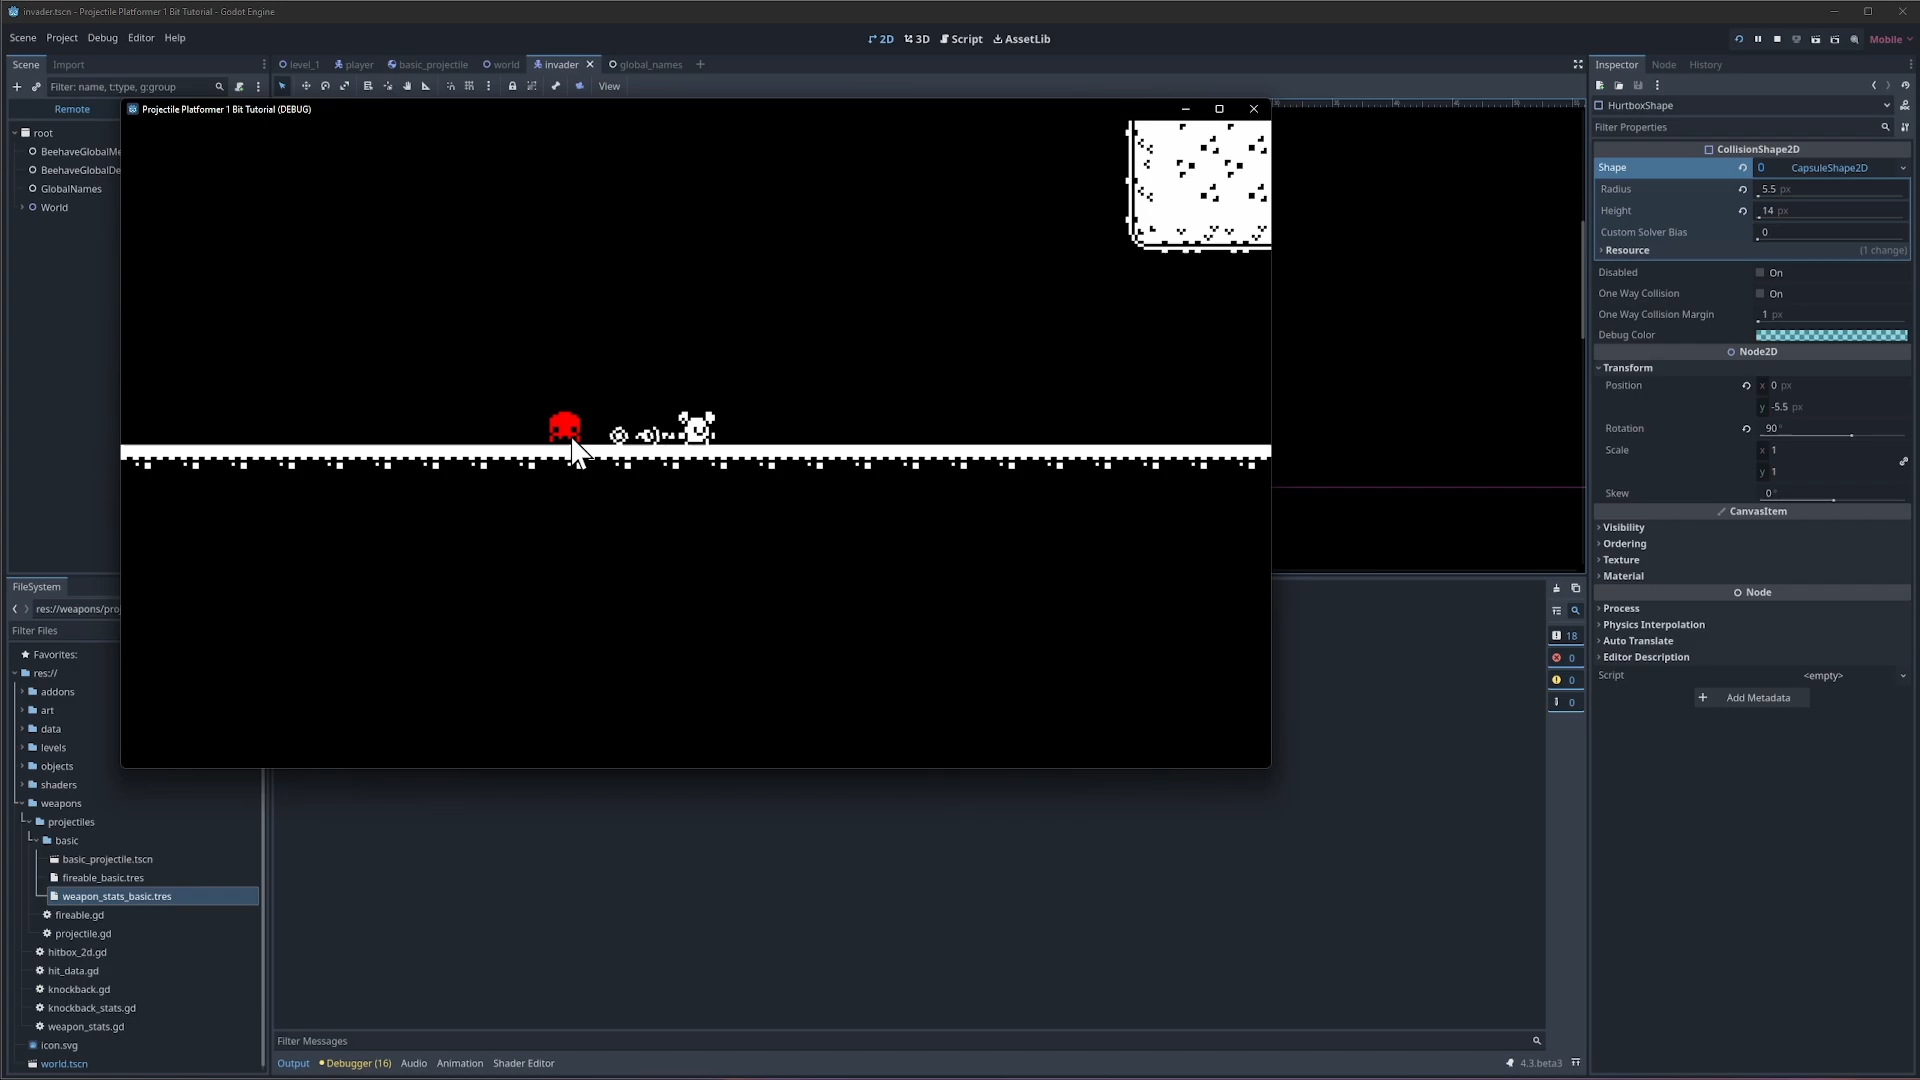 invader.tscn - Projectile Platformer 1 Bit Tutorial - Godot Engine
Scene Project Debug Editor Help
2D 3D Script AssetLib
Mobile
Scene Import
level_1 player basic_projectile world invader global_names
Inspector Node History
Filter: name, t:type, g:group
View
Remote
Projectile Platformer 1 Bit Tutorial (DEBUG)
HurtboxShape
Filter Properties
root
BeehaveGlobalMe
BeehaveGlobalDe
GlobalNames
World
CollisionShape2D
Shape 0 CapsuleShape2D
Radius 5.5 px
Height 14 px
Custom Solver Bias 0
Resource (1 change)
Disabled On
One Way Collision On
One Way Collision Margin 1 px
Debug Color
Node2D
Transform
Position x 0 px
y -5.5 px
Rotation 90 °
Scale x 1
y 1
Skew 0 °
CanvasItem
Visibility
Ordering
Texture
Material
Node
Process
Physics Interpolation
Auto Translate
Editor Description
Script <empty>
Add Metadata
FileSystem
res://weapons/proj
Filter Files
Favorites:
res://
addons
art
data
levels
objects
shaders
weapons
projectiles
basic
basic_projectile.tscn
fireable_basic.tres
weapon_stats_basic.tres
fireable.gd
projectile.gd
hitbox_2d.gd
hit_data.gd
knockback.gd
knockback_stats.gd
weapon_stats.gd
icon.svg
world.tscn
18
0
0
0
Filter Messages
Output Debugger (16) Audio Animation Shader Editor
4.3.beta3